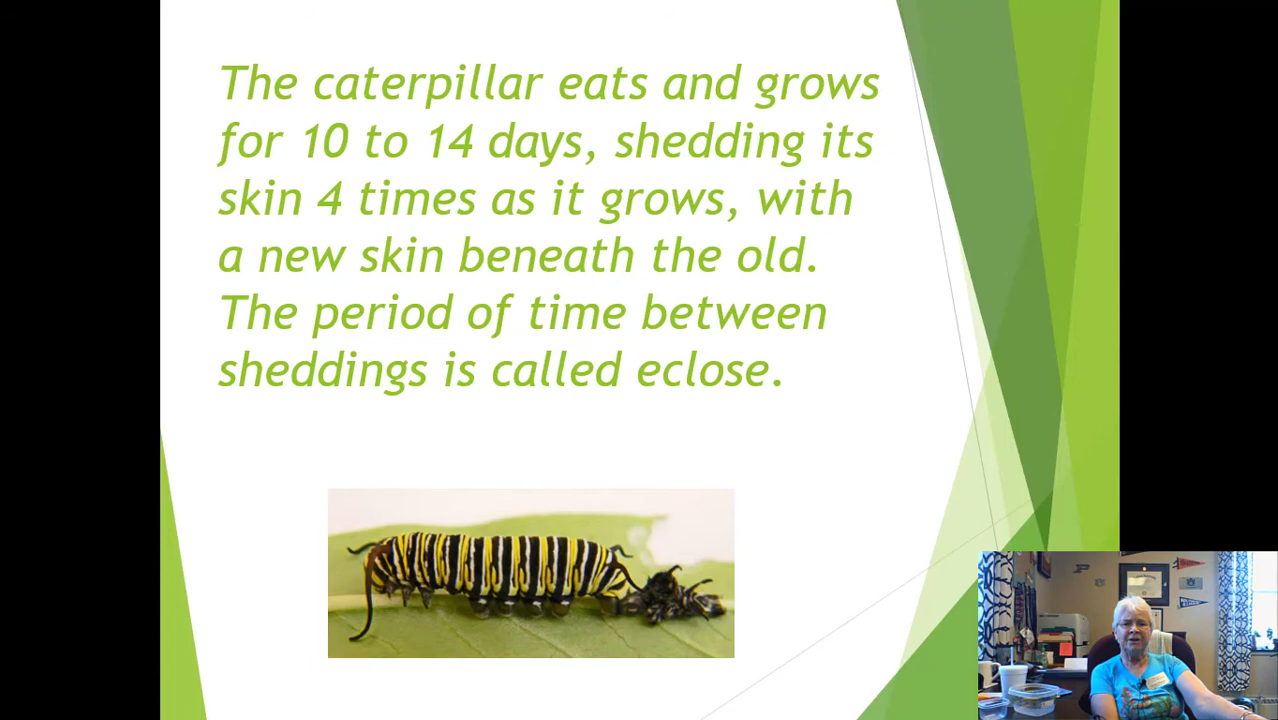 The caterpillar eats and grows
for 10 to 14 days, shedding its
skin 4 times as it grows, with
a new skin beneath the old.
The period of time between
sheddings is called eclose.